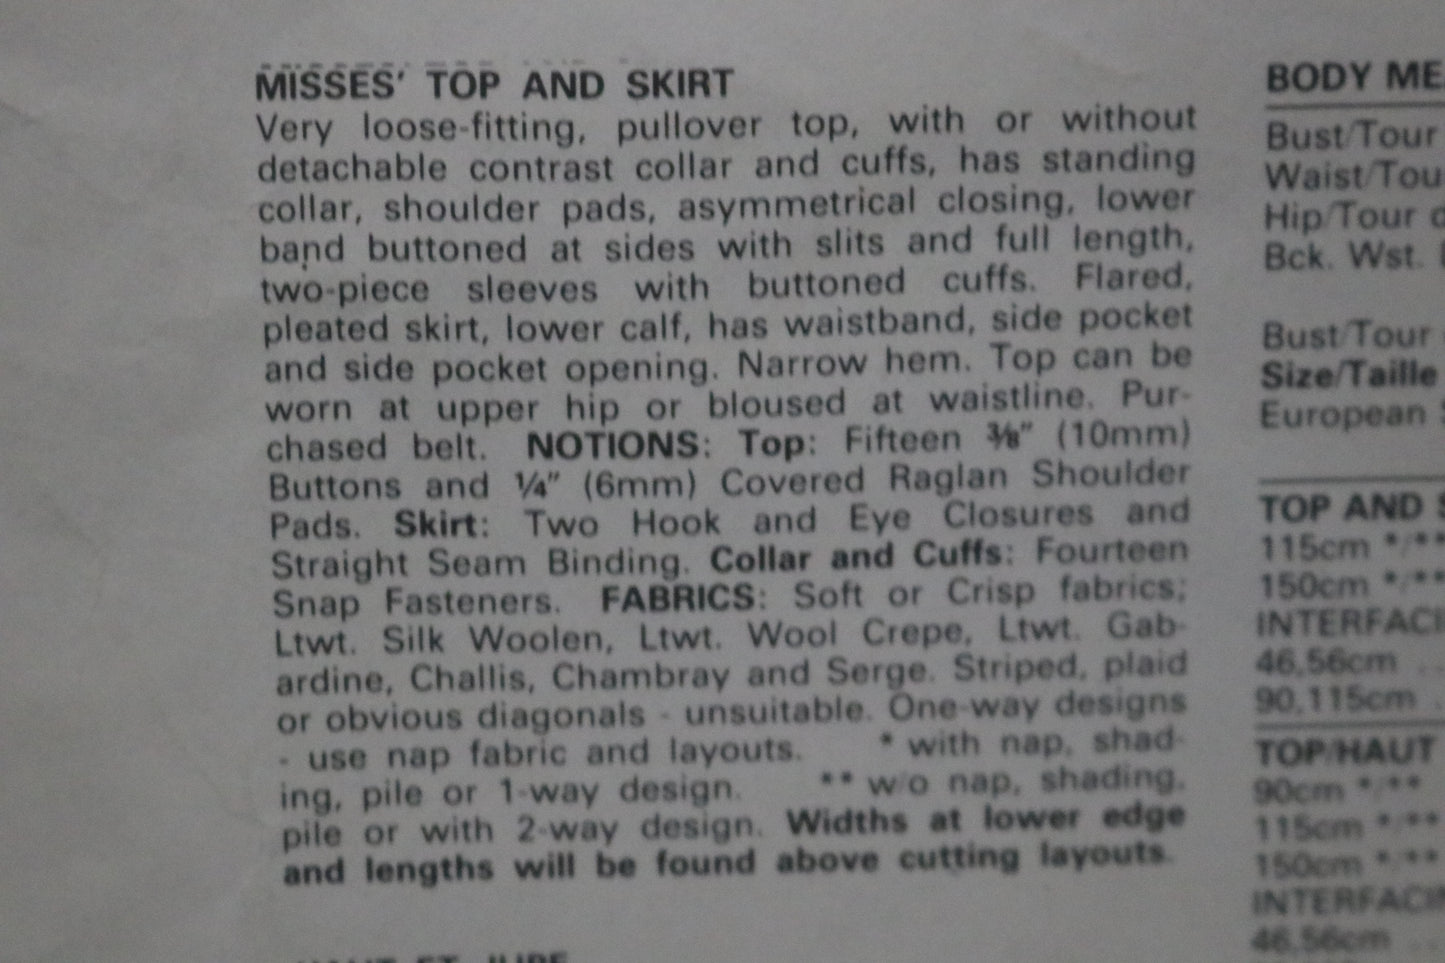 MISSES' TOP AND SKIRT
Very loose-fitting, pullover top, with or without
detachable contrast collar and cuffs, has standing
collar, shoulder pads, asymmetrical closing, lower
band buttoned at sides with slits and full length,
two-piece sleeves with buttoned cuffs. Flared,
pleated skirt, lower calf, has waistband, side pocket
and side pocket opening. Narrow hem. Top can be
worn at upper hip or bloused at waistline. Pur-
chased belt. NOTIONS: Top: Fifteen ⅜" (10mm)
Buttons and ¼" (6mm) Covered Raglan Shoulder
Pads. Skirt: Two Hook and Eye Closures and
Straight Seam Binding. Collar and Cuffs: Fourteen
Snap Fasteners. FABRICS: Soft or Crisp fabrics;
Ltwt. Silk Woolen, Ltwt. Wool Crepe, Ltwt. Gab-
ardine, Challis, Chambray and Serge. Striped, plaid
or obvious diagonals - unsuitable. One-way designs
- use nap fabric and layouts. * with nap, shad-
ing, pile or 1-way design. ** w/o nap, shading,
pile or with 2-way design. Widths at lower edge
and lengths will be found above cutting layouts.
BODY ME
Bust/Tour
Waist/Tou
Hip/Tour d
Bck. Wst.
Bust/Tour
Size/Taille
European
TOP AND S
115cm */**
150cm */**
INTERFACI
46,56cm
90,115cm
TOP/HAUT
90cm */**
115cm */**
150cm */**
INTERFACIN
46,56cm